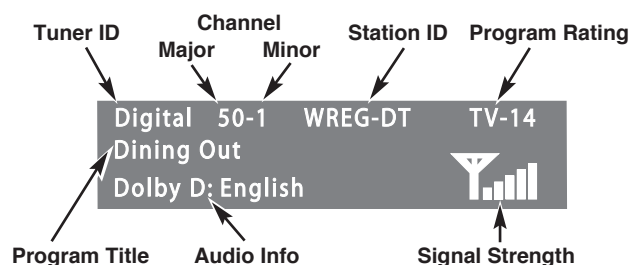 Channel
Tuner ID Major Minor Station ID Program Rating
Digital 50-1 WREG-DT TV-14
Dining Out
Dolby D: English
Program Title Audio Info Signal Strength